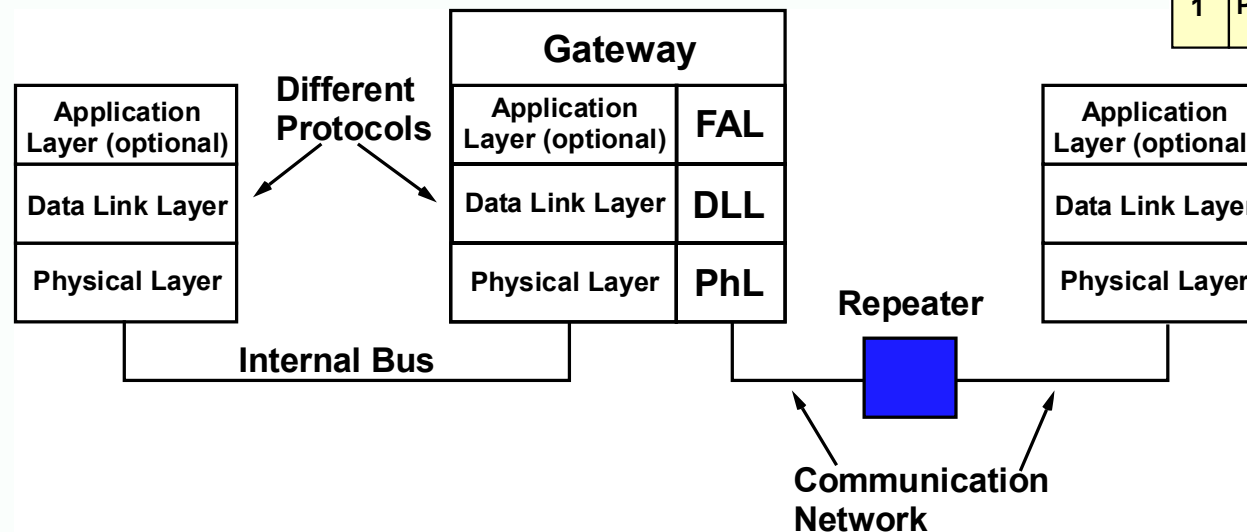 1
Gateway
Different
Protocols
Application
Layer (optional)
Data Link Layer
Physical Layer
Application
Layer (optional)
FAL
Data Link Layer
DLL
Physical Layer
PhL
Application
Layer (optional
Data Link Layer
Physical Layer
Repeater
Internal Bus
Communication
Network